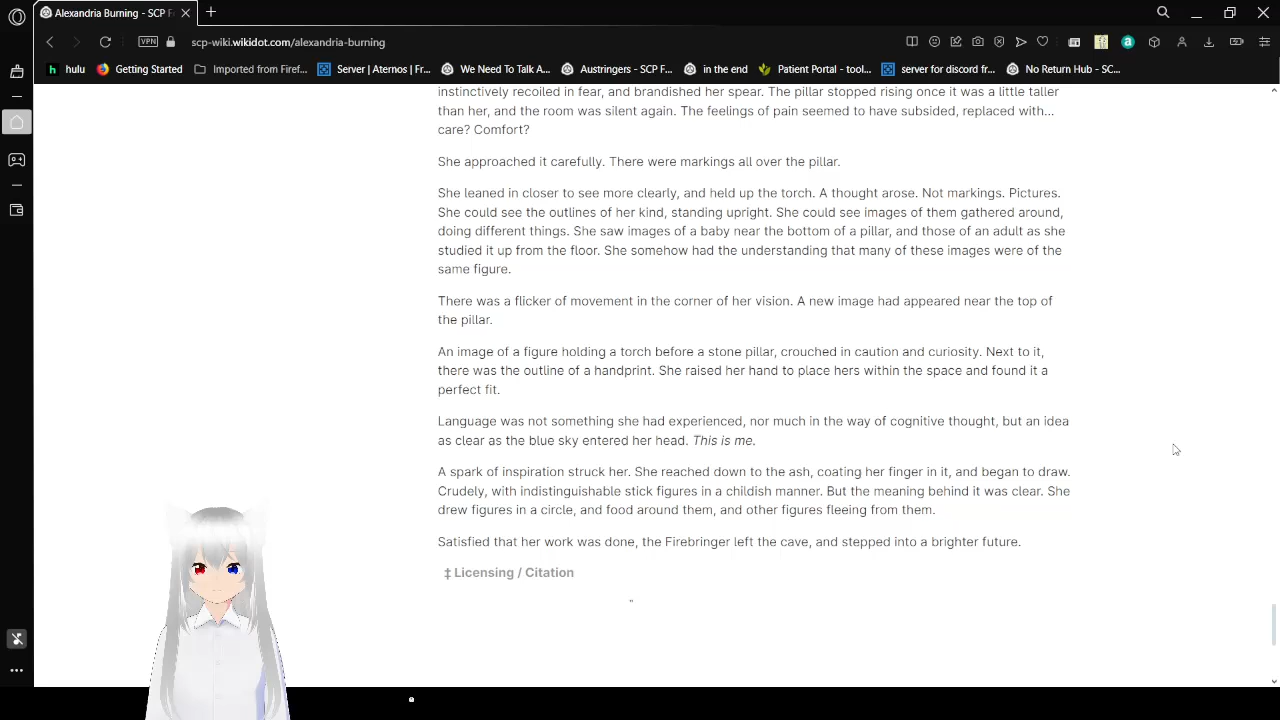 Alexandria Burning - SCP F
VPN
scp-wiki.wikidot.com/alexandria-burning
hulu
Getting Started
Imported from Firef...
Server | Aternos | Fr...
We Need To Talk A...
Austringers - SCP F...
in the end
Patient Portal - tool...
server for discord fr...
No Return Hub - SC...
instinctively recoiled in fear, and brandished her spear. The pillar stopped rising once it was a little taller
than her, and the room was silent again. The feelings of pain seemed to have subsided, replaced with...
care? Comfort?
She approached it carefully. There were markings all over the pillar.
She leaned in closer to see more clearly, and held up the torch. A thought arose. Not markings. Pictures.
She could see the outlines of her kind, standing upright. She could see images of them gathered around,
doing different things. She saw images of a baby near the bottom of a pillar, and those of an adult as she
studied it up from the floor. She somehow had the understanding that many of these images were of the
same figure.
There was a flicker of movement in the corner of her vision. A new image had appeared near the top of
the pillar.
An image of a figure holding a torch before a stone pillar, crouched in caution and curiosity. Next to it,
there was the outline of a handprint. She raised her hand to place hers within the space and found it a
perfect fit.
Language was not something she had experienced, nor much in the way of cognitive thought, but an idea
as clear as the blue sky entered her head. This is me.
A spark of inspiration struck her. She reached down to the ash, coating her finger in it, and began to draw.
Crudely, with indistinguishable stick figures in a childish manner. But the meaning behind it was clear. She
drew figures in a circle, and food around them, and other figures fleeing from them.
Satisfied that her work was done, the Firebringer left the cave, and stepped into a brighter future.
‡ Licensing / Citation
"